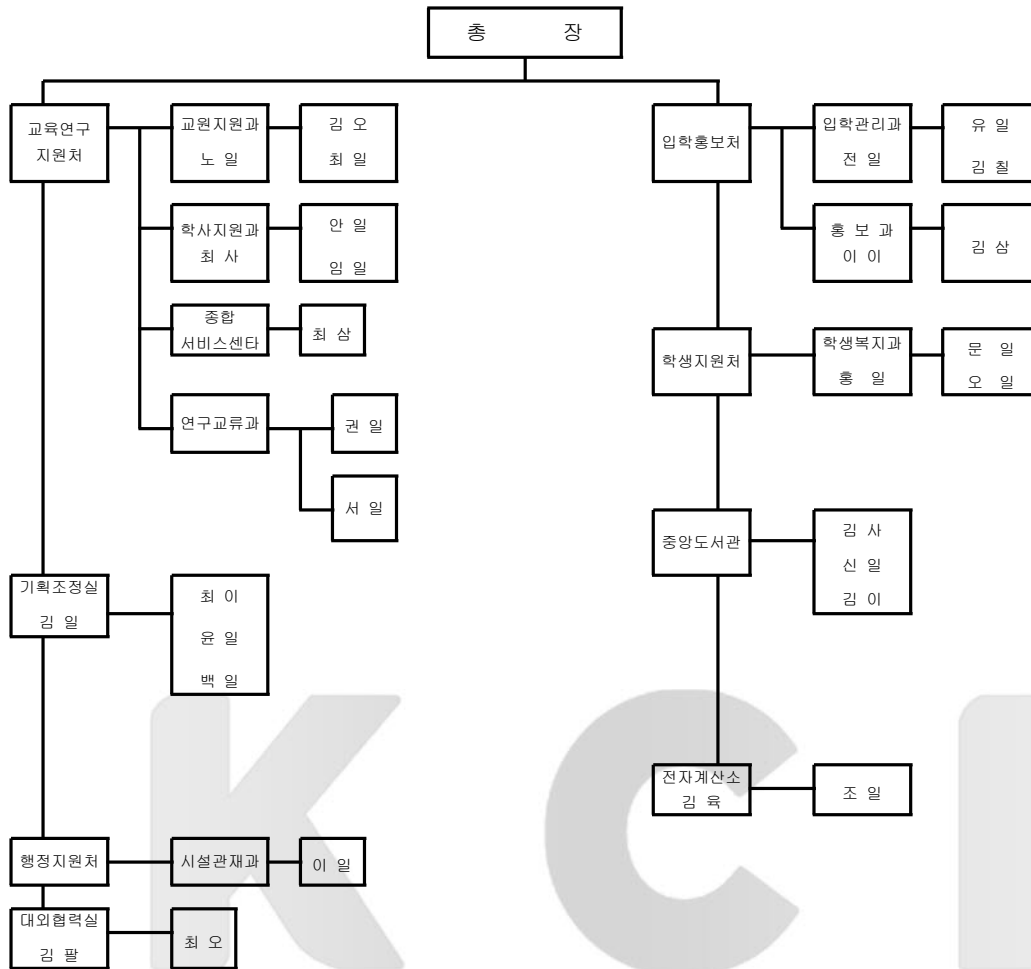 총 장
교육연구
지원처
교원지원과
노 일
김 오
최 일
학사지원과
최 사
안 일
임 일
종합
서비스센타
최 삼
연구교류과
권 일
서 일
기획조정실
김 일
최 이
윤 일
백 일
행정지원처
시설관재과
이 일
대외협력실
김 팔
최 오
입학홍보처
입학관리과
전 일
유 일
김 칠
홍 보 과
이 이
김 삼
학생지원처
학생복지과
홍 일
문 일
오 일
중앙도서관
김 사
신 일
김 이
전자계산소
김 육
조 일
K C I